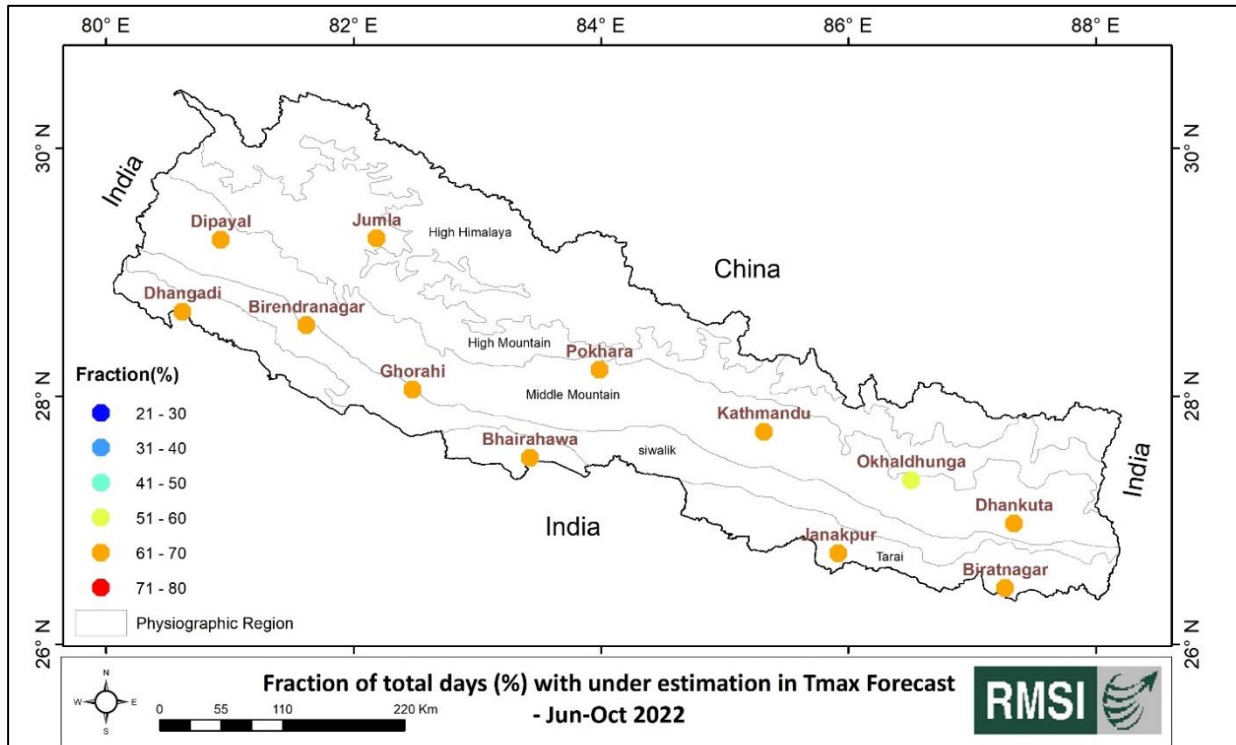 80° E
82° E
84° E
86° E
88° E
30° N
30° N
India
Dipayal
Jumla
High Himalaya
China
Dhangadi
Birendranagar
High Mountain
Pokhara
Fraction(%)
Ghorahi
Middle Mountain
28° N
28° N
21 - 30
Kathmandu
31 - 40
Bhairahawa
siwalik
Okhaldhunga
India
41 - 50
51 - 60
India
Dhankuta
61 - 70
Janakpur
Tarai
Biratnagar
71 - 80
Physiographic Region
26° N
26° N
N
W
E
S
0 55 110 220 Km
Fraction of total days (%) with under estimation in Tmax Forecast
- Jun-Oct 2022
RMSI